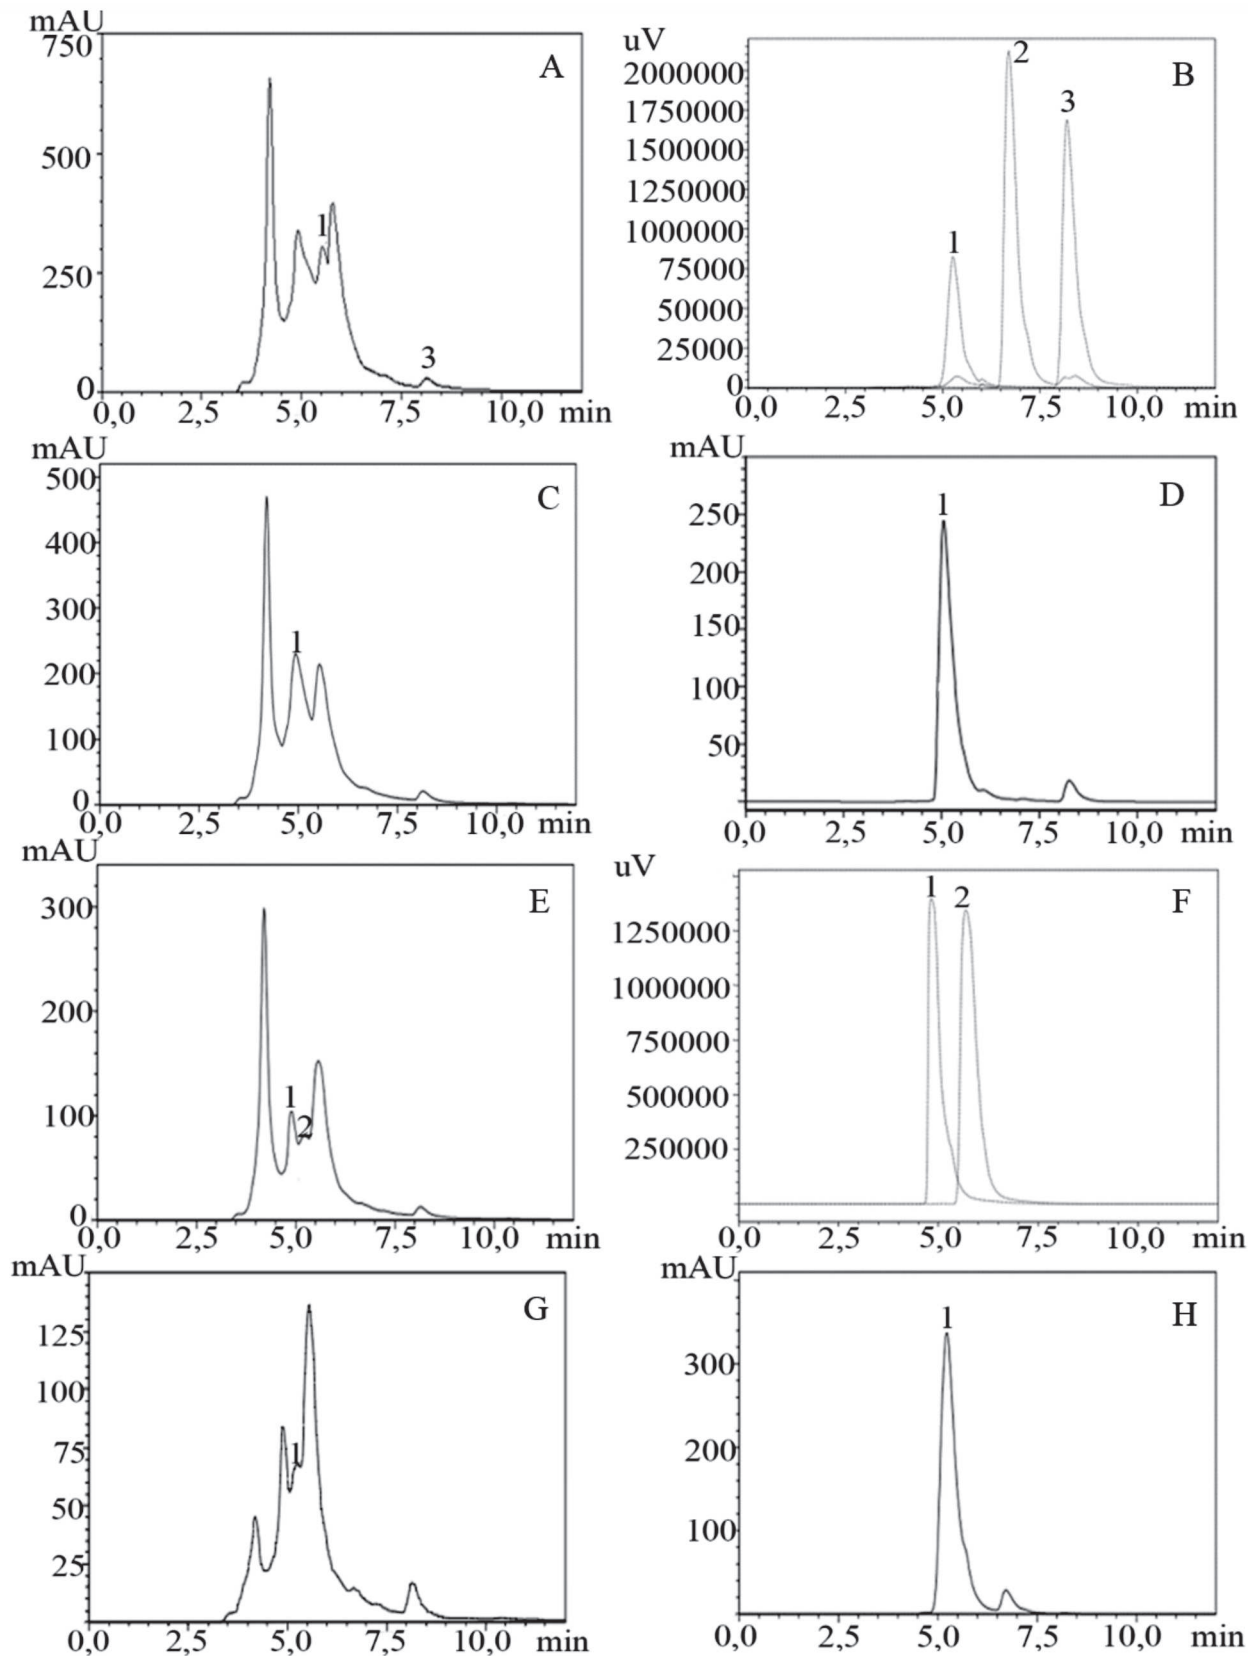 mAU
750
500
250
0
A
1
3
0,0 2,5 5,0 7,5 10,0 min
uV
2000000
1750000
1500000
1250000
1000000
75000
50000
25000
0
B
1
2
3
0,0 2,5 5,0 7,5 10,0 min
mAU
500
400
300
200
100
0
C
1
0,0 2,5 5,0 7,5 10,0 min
mAU
250
200
150
100
50
D
1
0,0 2,5 5,0 7,5 10,0 min
mAU
300
200
100
0
E
1
2
0,0 2,5 5,0 7,5 10,0 min
uV
1250000
1000000
750000
500000
250000
F
1
2
0,0 2,5 5,0 7,5 10,0 min
mAU
125
100
75
50
25
G
1
0,0 2,5 5,0 7,5 10,0 min
mAU
300
200
100
H
1
0,0 2,5 5,0 7,5 10,0 min